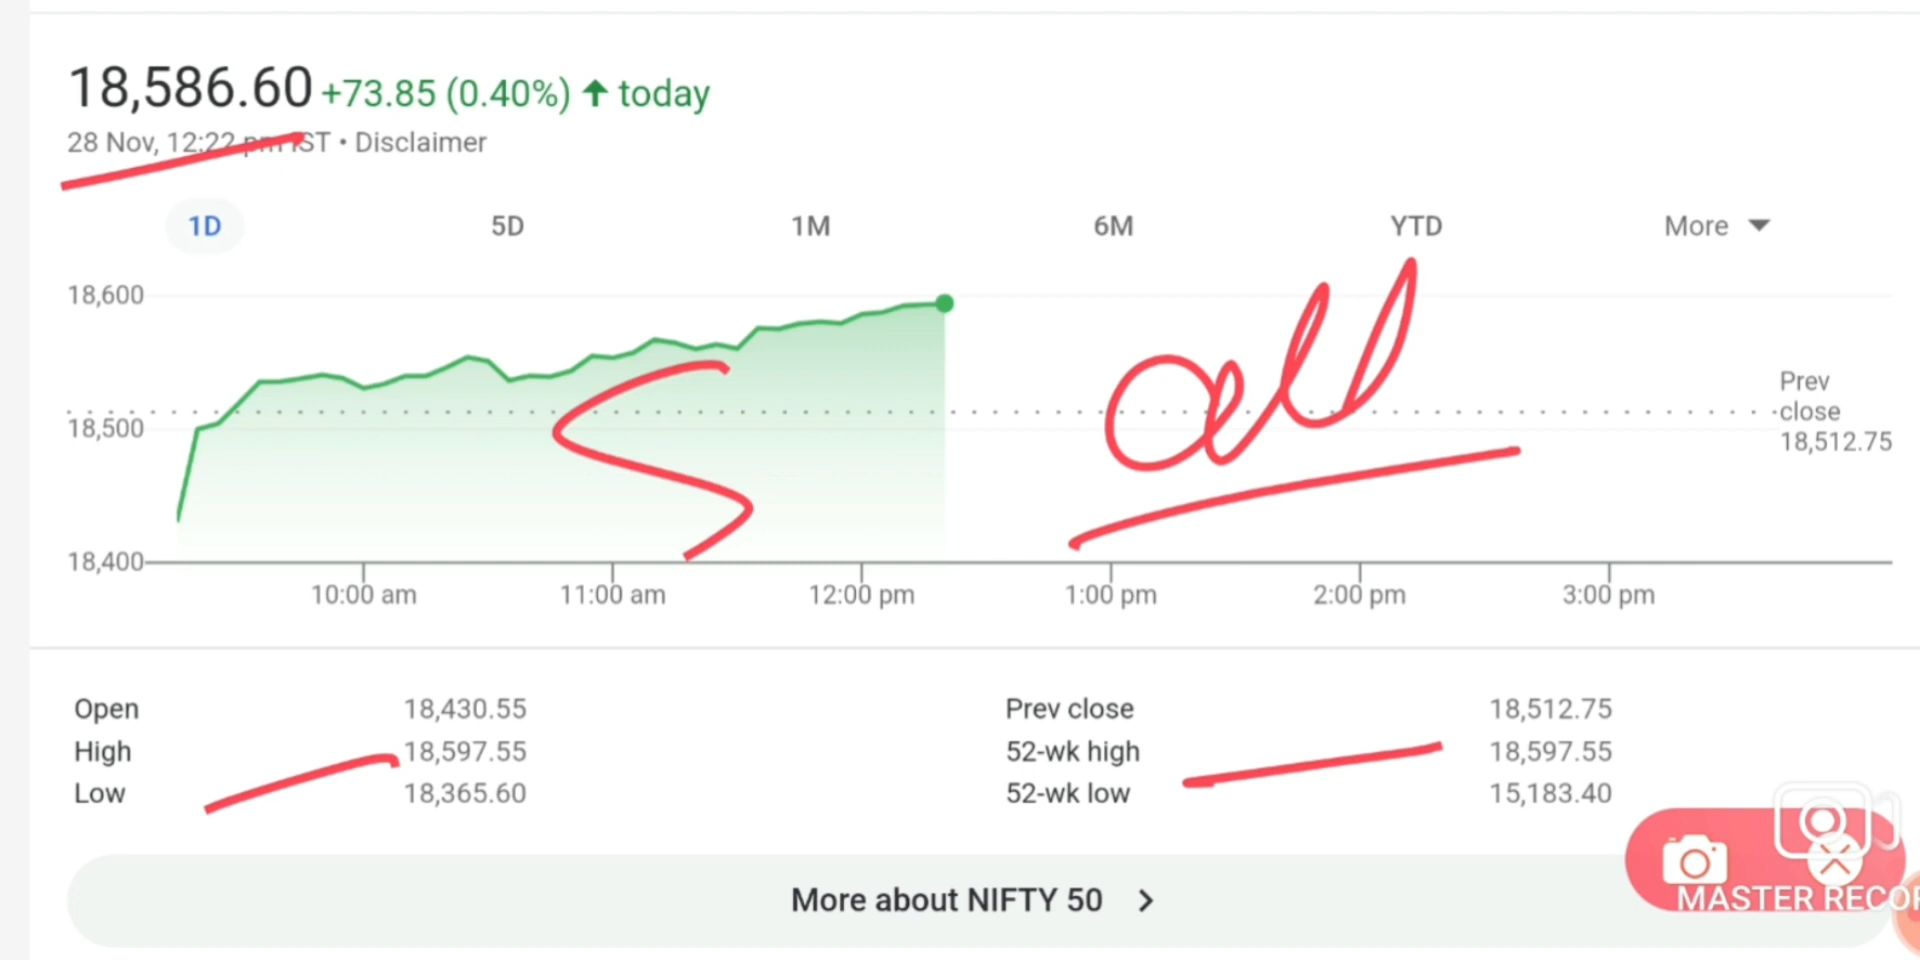 18,586.60 +73.85 (0.40%) ↑ today
28 Nov, 12:22 pm IST • Disclaimer
1D 5D 1M 6M YTD More
18,600
18,500
18,400
Prev
close
18,512.75
10:00 am 11:00 am 12:00 pm 1:00 pm 2:00 pm 3:00 pm
all
Open 18,430.55 Prev close 18,512.75
High 18,597.55 52-wk high 18,597.55
Low 18,365.60 52-wk low 15,183.40
More about NIFTY 50 >
MASTER RECOR